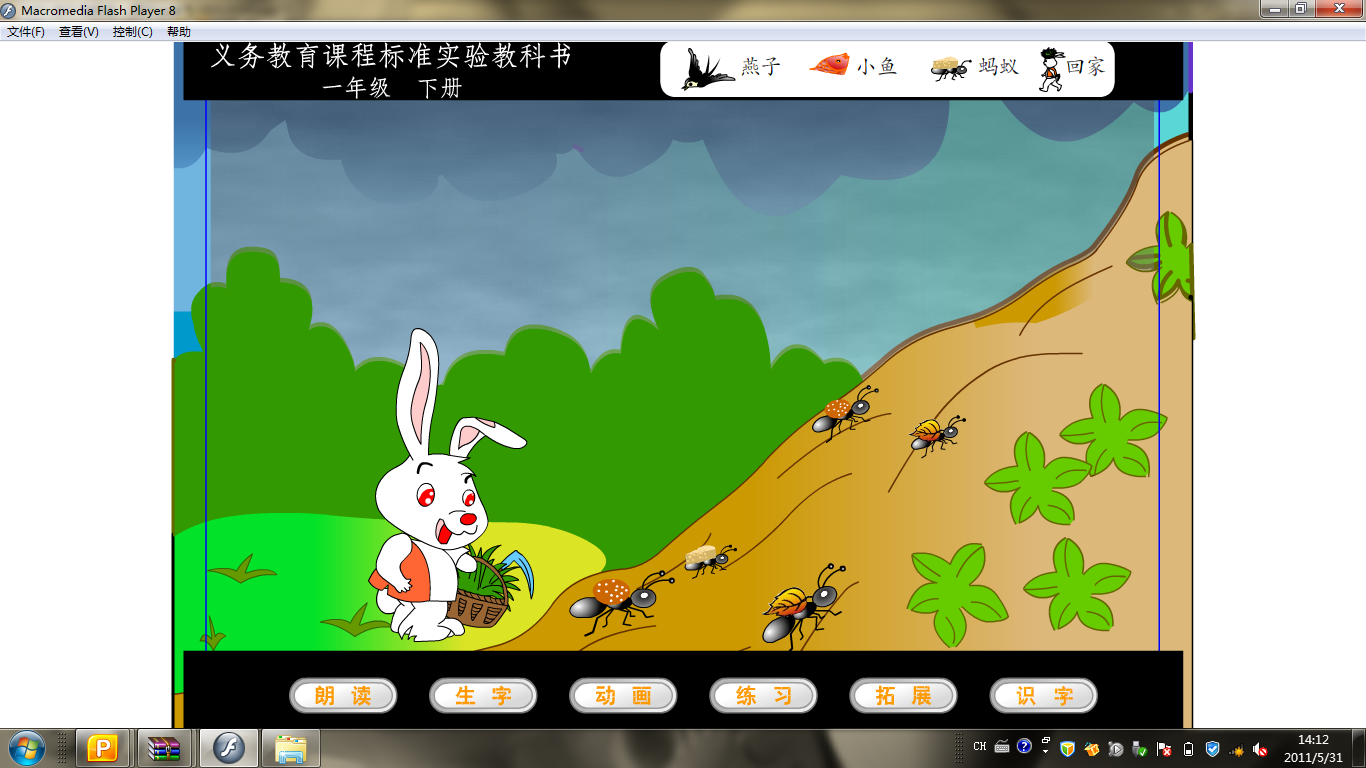 Macromedia Flash Player 8
文件(F) 查看(V) 控制(C) 帮助
义务教育课程标准实验教科书
一年级 下册
燕子 小鱼 蚂蚁 回家
朗读 生字 动画 练习 拓展 识字
CH
14:12
2011/5/31